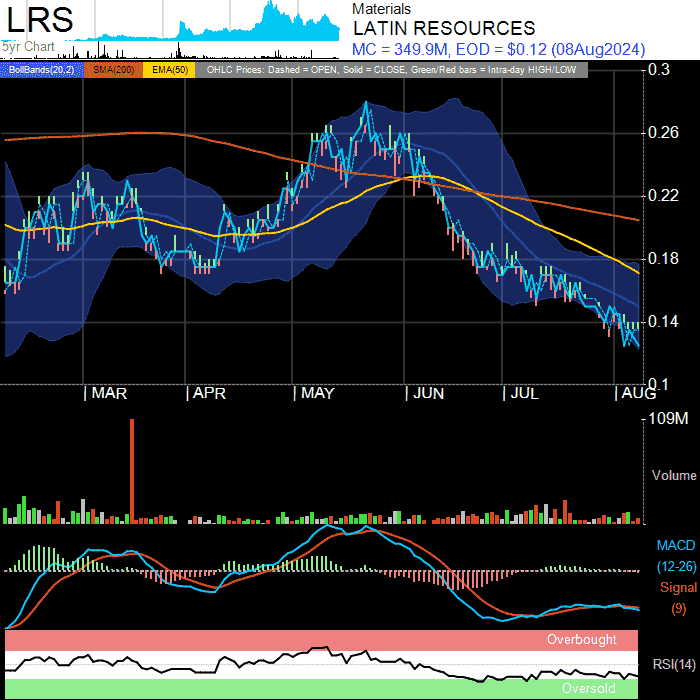 LRS
5yr Chart
Materials
LATIN RESOURCES
MC = 349.9M, EOD = $0.12 (08Aug2024)
BollBands(20,2) SMA(200) EMA(50) OHLC Prices: Dashed = OPEN, Solid = CLOSE, Green/Red bars = Intra-day HIGH/LOW
0.3
0.26
0.22
0.18
0.14
0.1
| MAR | APR | MAY | JUN | JUL | AUG
109M
Volume
MACD
(12-26)
Signal
(9)
Overbought
RSI(14)
Oversold